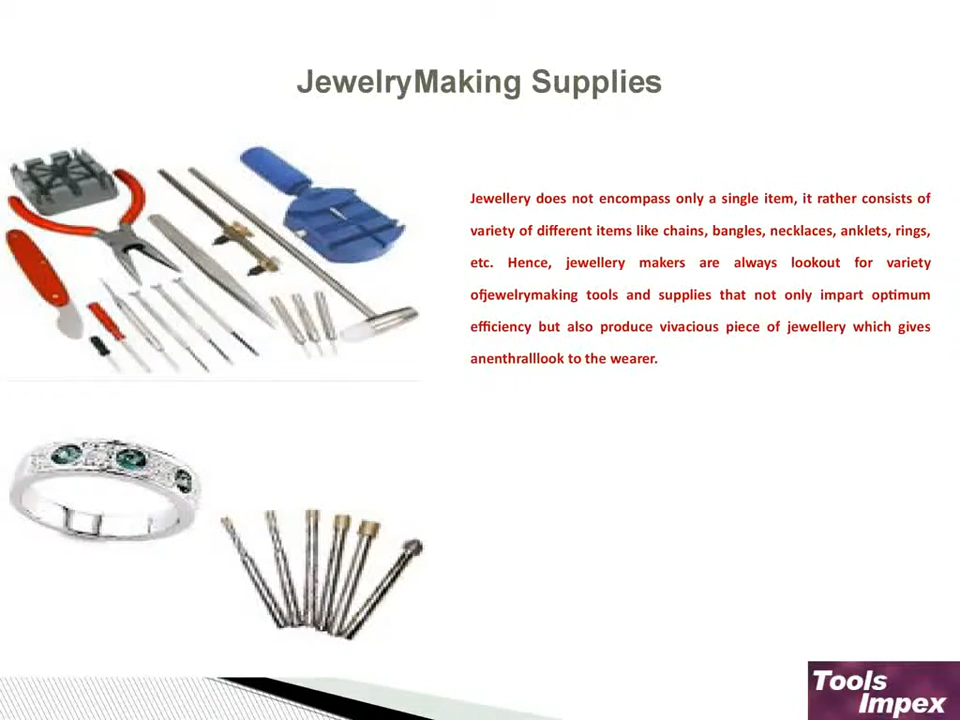 JewelryMaking Supplies
Jewellery does not encompass only a single item, it rather consists of
variety of different items like chains, bangles, necklaces, anklets, rings,
etc. Hence, jewellery makers are always lookout for variety
ofjewelrymaking tools and supplies that not only impart optimum
efficiency but also produce vivacious piece of jewellery which gives
anenthralllook to the wearer.
Tools
Impex